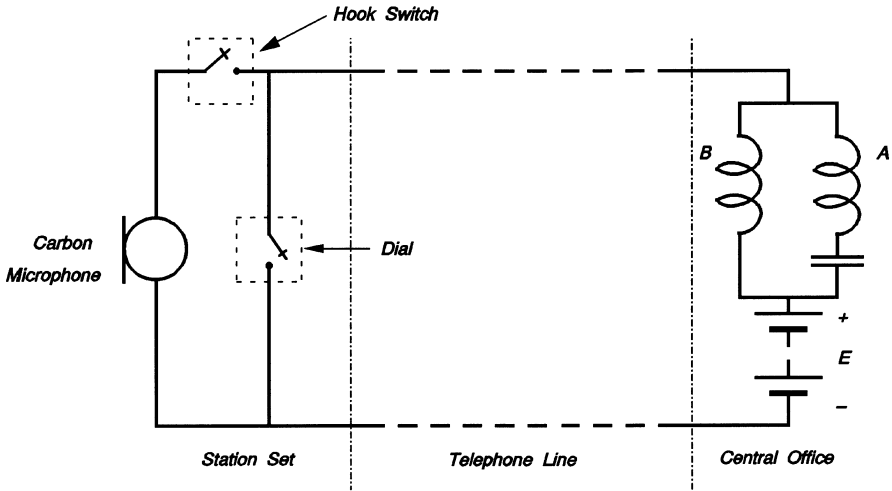 Hook Switch
B
A
Carbon
Microphone
Dial
+
E
−
Station Set
Telephone Line
Central Office